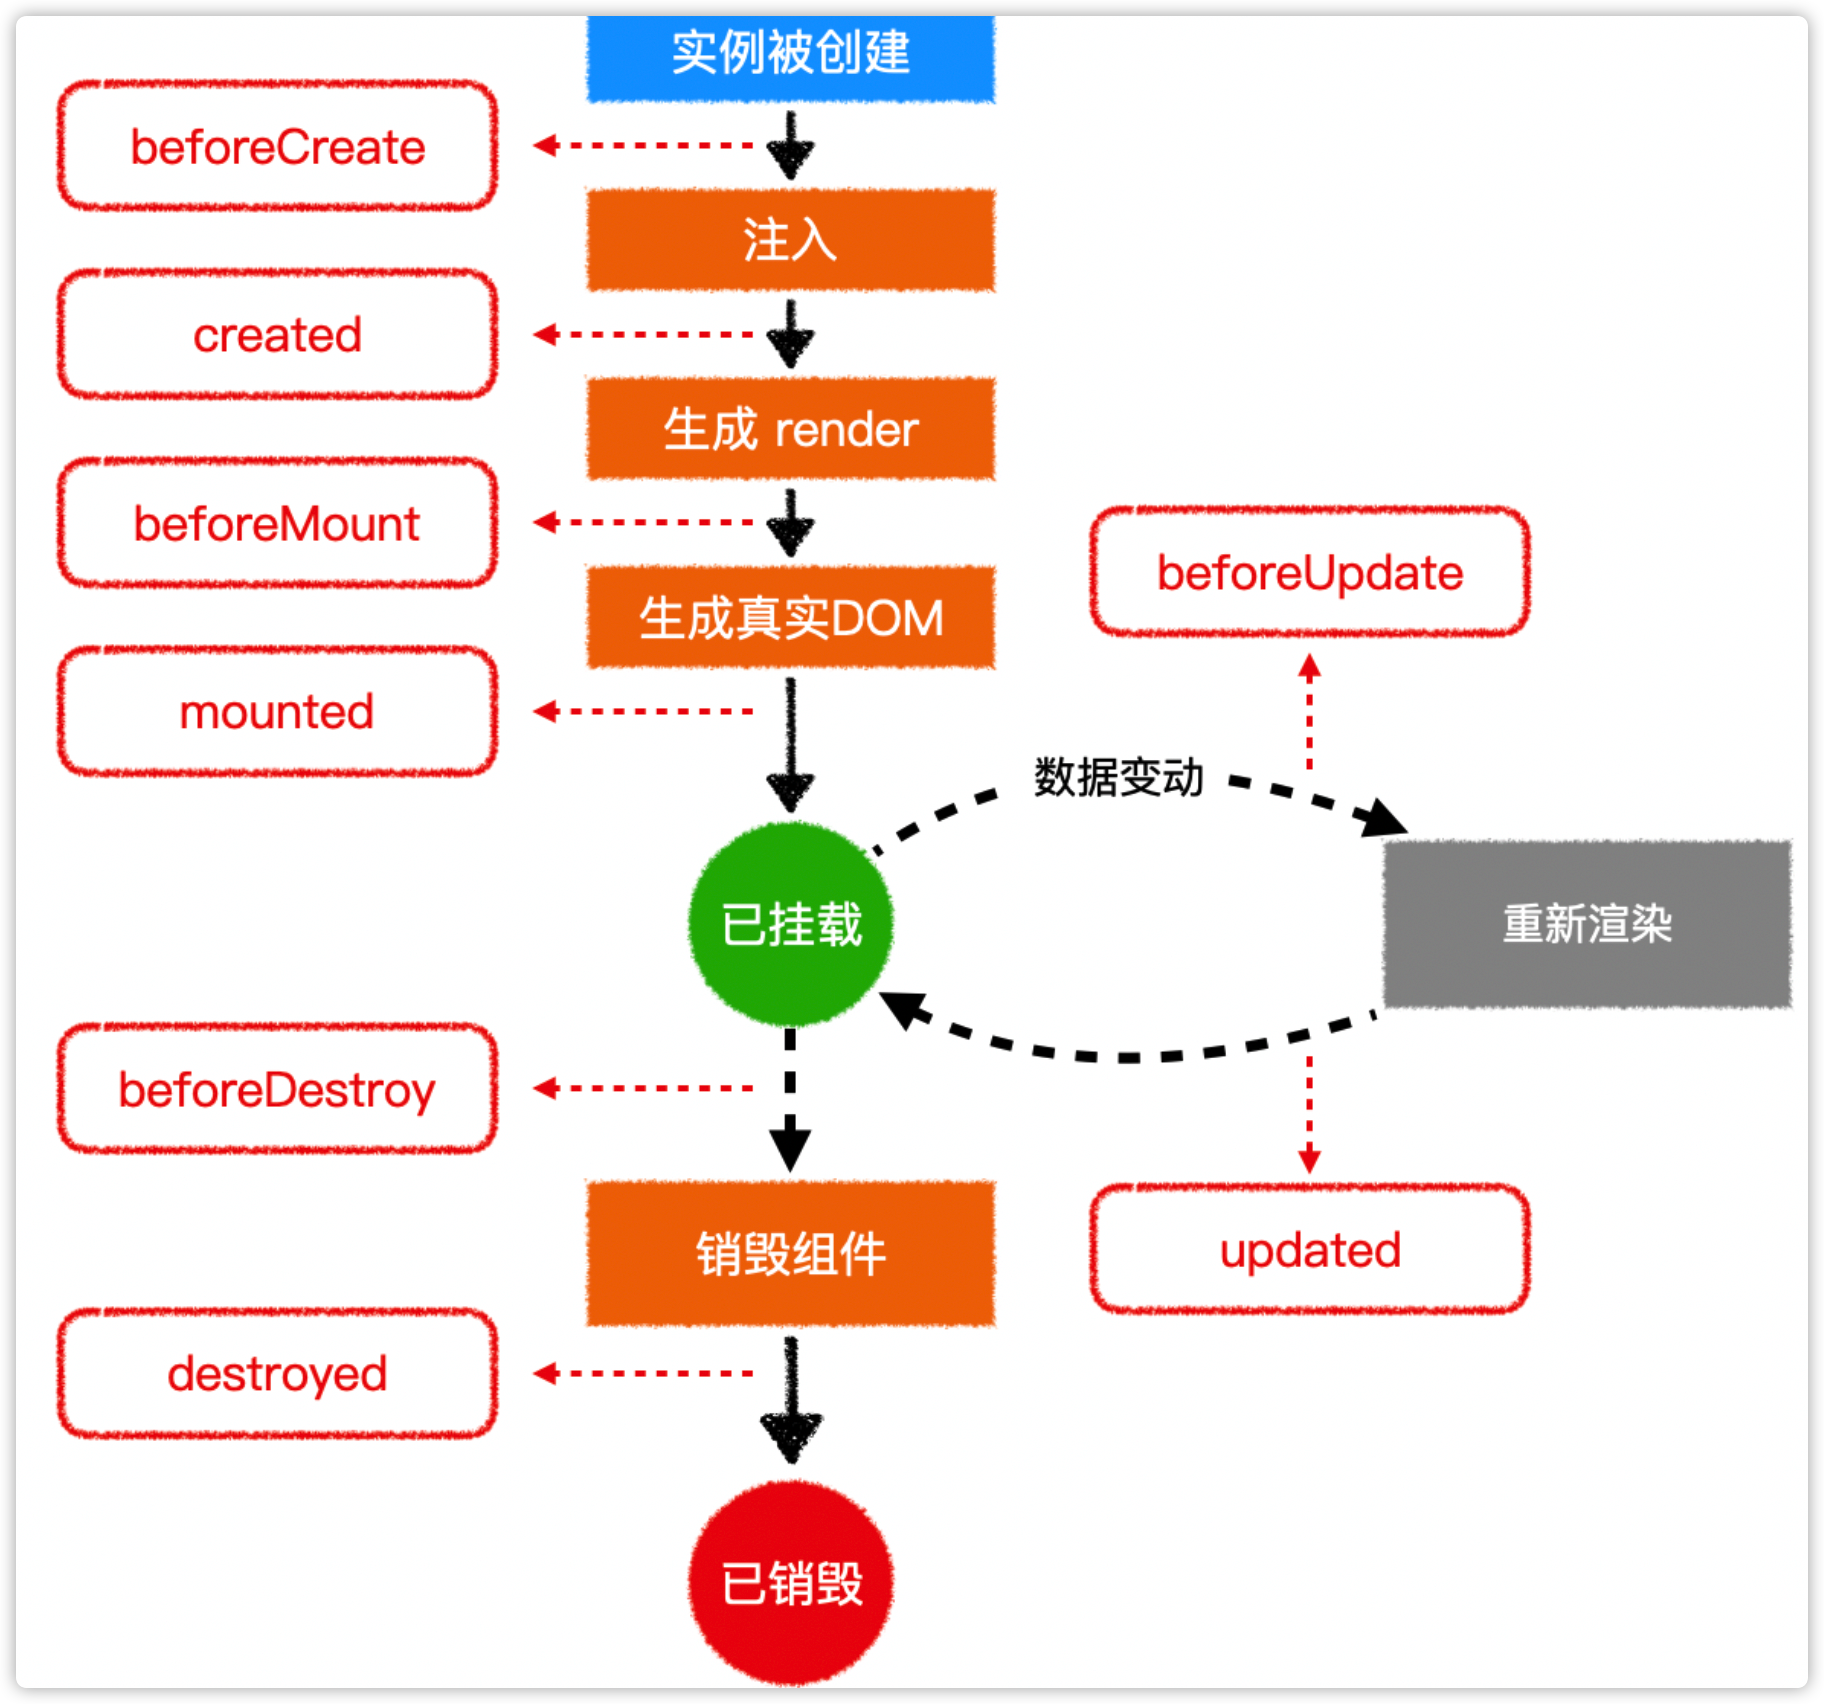 实例被创建
beforeCreate
注入
created
生成 render
beforeMount
生成真实DOM
beforeUpdate
mounted
数据变动
已挂载
重新渲染
beforeDestroy
销毁组件
updated
destroyed
已销毁